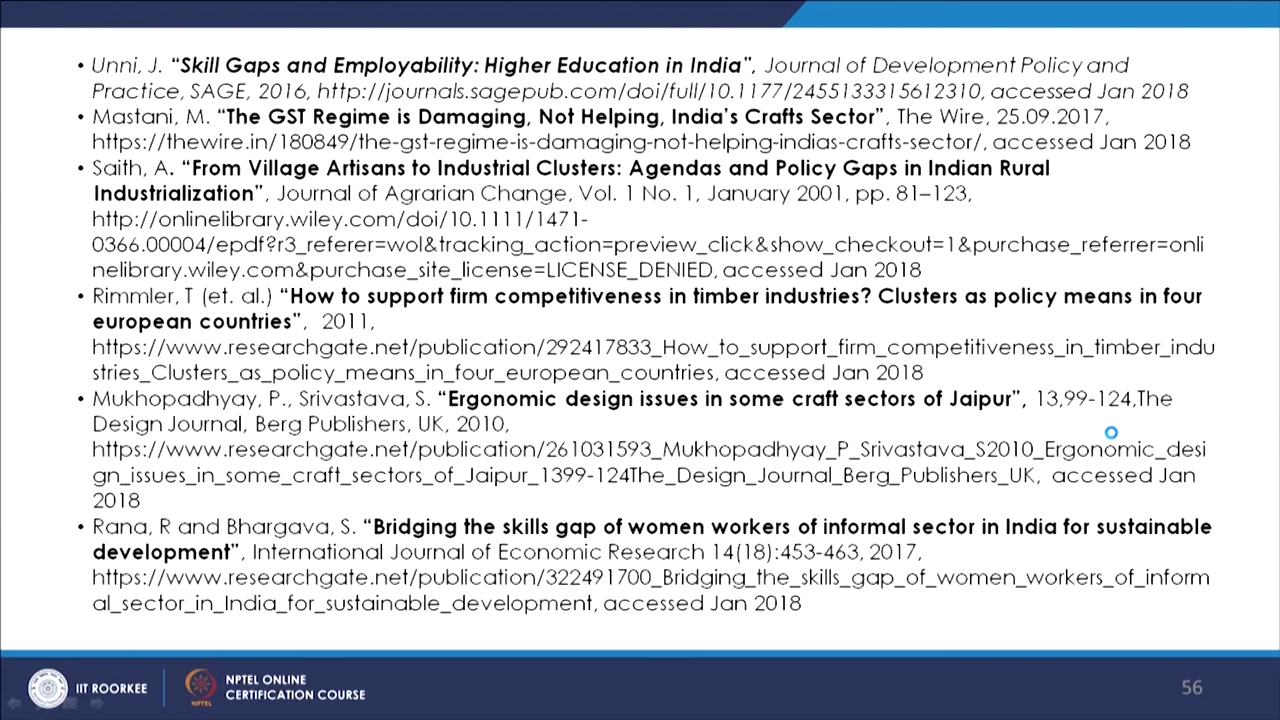 • Unni, J. “Skill Gaps and Employability: Higher Education in India”, Journal of Development Policy and
Practice, SAGE, 2016, http://journals.sagepub.com/doi/full/10.1177/2455133315612310, accessed Jan 2018
• Mastani, M. “The GST Regime is Damaging, Not Helping, India’s Crafts Sector”, The Wire, 25.09.2017,
https://thewire.in/180849/the-gst-regime-is-damaging-not-helping-indias-crafts-sector/, accessed Jan 2018
• Saith, A. “From Village Artisans to Industrial Clusters: Agendas and Policy Gaps in Indian Rural
Industrialization”, Journal of Agrarian Change, Vol. 1 No. 1, January 2001, pp. 81–123,
http://onlinelibrary.wiley.com/doi/10.1111/1471-
0366.00004/epdf?r3_referer=wol&tracking_action=preview_click&show_checkout=1&purchase_referrer=onli
nelibrary.wiley.com&purchase_site_license=LICENSE_DENIED, accessed Jan 2018
• Rimmler, T (et. al.) “How to support firm competitiveness in timber industries? Clusters as policy means in four
european countries”, 2011,
https://www.researchgate.net/publication/292417833_How_to_support_firm_competitiveness_in_timber_indu
stries_Clusters_as_policy_means_in_four_european_countries, accessed Jan 2018
• Mukhopadhyay, P., Srivastava, S. “Ergonomic design issues in some craft sectors of Jaipur”, 13,99-124,The
Design Journal, Berg Publishers, UK, 2010,
https://www.researchgate.net/publication/261031593_Mukhopadhyay_P_Srivastava_S2010_Ergonomic_desi
gn_issues_in_some_craft_sectors_of_Jaipur_1399-124The_Design_Journal_Berg_Publishers_UK, accessed Jan
2018
• Rana, R and Bhargava, S. “Bridging the skills gap of women workers of informal sector in India for sustainable
development”, International Journal of Economic Research 14(18):453-463, 2017,
https://www.researchgate.net/publication/322491700_Bridging_the_skills_gap_of_women_workers_of_inform
al_sector_in_India_for_sustainable_development, accessed Jan 2018
IIT ROORKEE
NPTEL
NPTEL ONLINE
CERTIFICATION COURSE
56